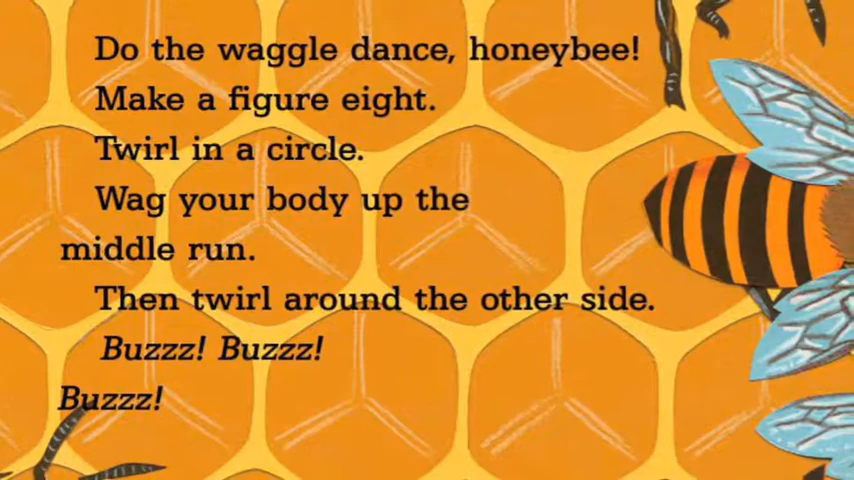 Do the waggle dance, honeybee!
Make a figure eight.
Twirl in a circle.
Wag your body up the
middle run.
Then twirl around the other side.
Buzzz! Buzzz!
Buzzz!